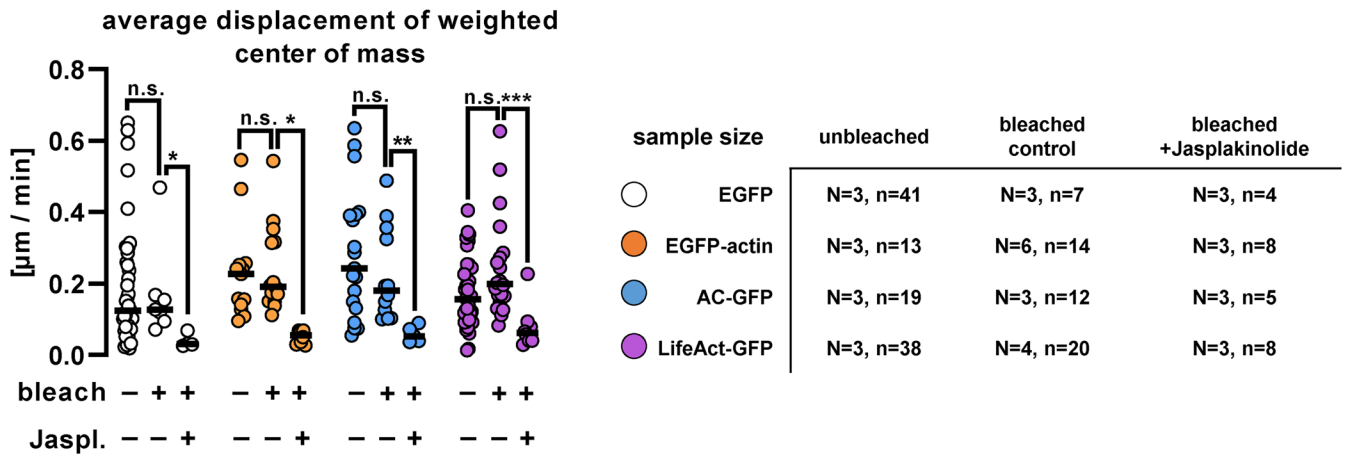 average displacement of weighted
center of mass
[µm / min]
0.8
0.6
0.4
0.2
0.0
n.s.
*
n.s. *
n.s.
**
n.s. ***
bleach − + + − + + − + + − + +
Jaspl. − − + − − + − − + − − +
sample size unbleached bleached control bleached +Jasplakinolide
EGFP N=3, n=41 N=3, n=7 N=3, n=4
EGFP-actin N=3, n=13 N=6, n=14 N=3, n=8
AC-GFP N=3, n=19 N=3, n=12 N=3, n=5
LifeAct-GFP N=3, n=38 N=4, n=20 N=3, n=8